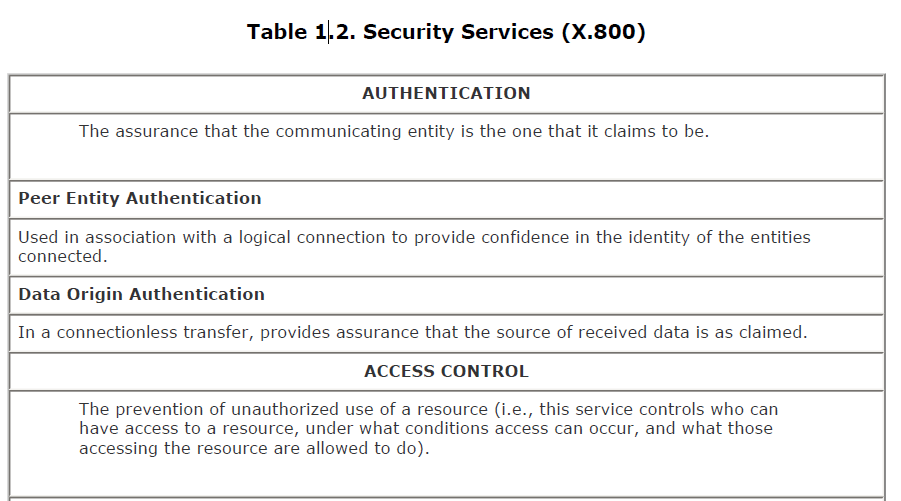 Table 1.2. Security Services (X.800)
AUTHENTICATION
The assurance that the communicating entity is the one that it claims to be.
Peer Entity Authentication
Used in association with a logical connection to provide confidence in the identity of the entities
connected.
Data Origin Authentication
In a connectionless transfer, provides assurance that the source of received data is as claimed.
ACCESS CONTROL
The prevention of unauthorized use of a resource (i.e., this service controls who can
have access to a resource, under what conditions access can occur, and what those
accessing the resource are allowed to do).